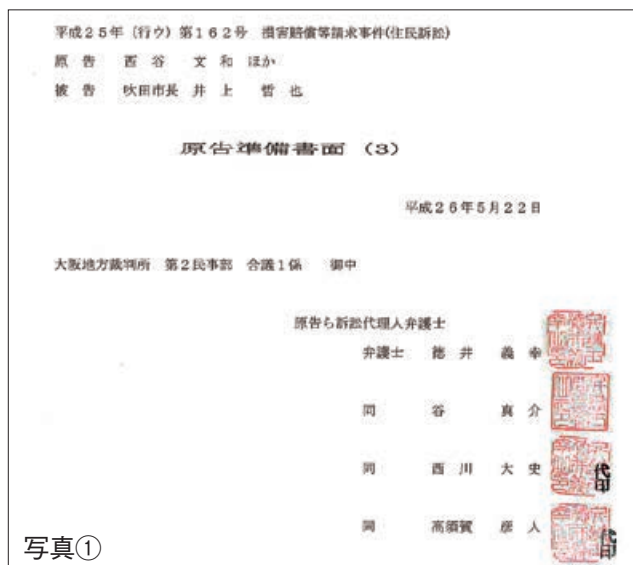 平成25年(行ウ)第162号 損害賠償等請求事件(住民訴訟)
原告 西谷 文和 ほか
被告 吹田市長 井上 哲也
原告準備書面(3)
平成26年5月22日
大阪地方裁判所 第2民事部 合議1係 御中
原告ら訴訟代理人弁護士
弁護士 徳井 義幸
同 谷 真介
同 西川 大史
代印
同 高須賀 彦人
代印
写真①